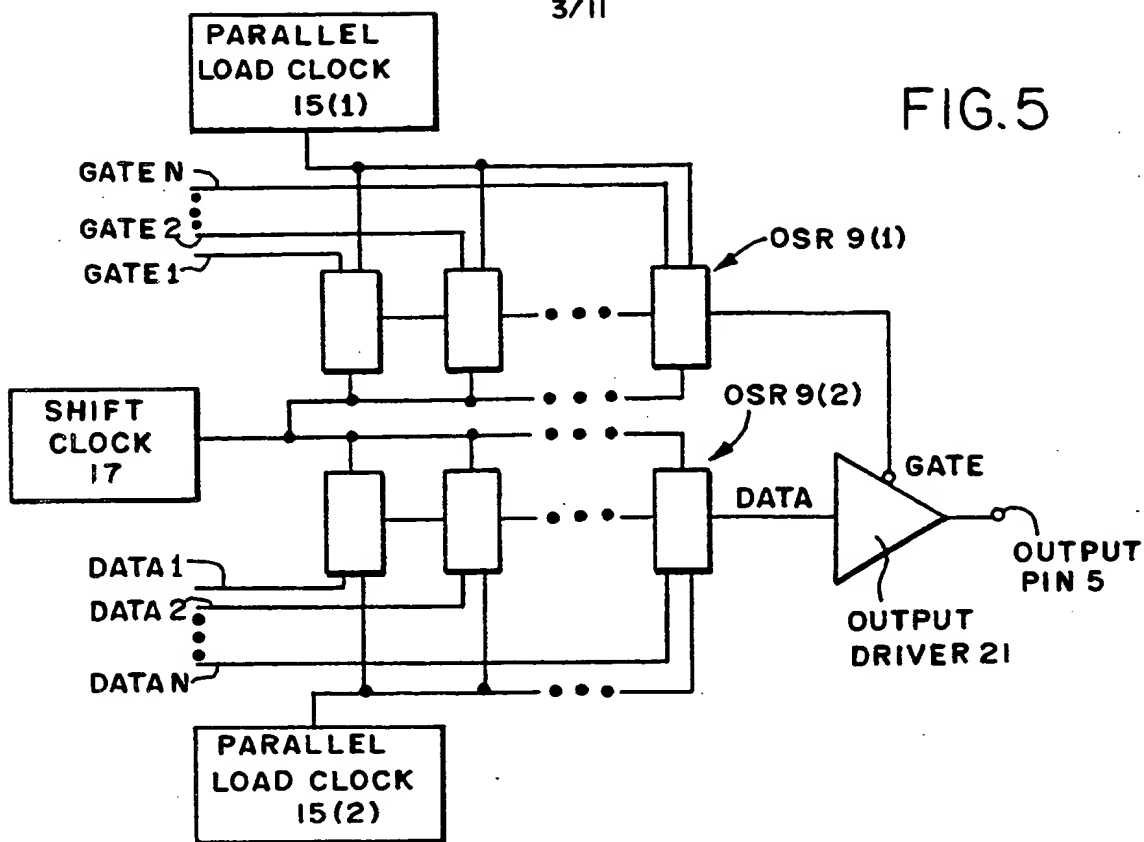 3/11
PARALLEL
LOAD CLOCK
15(1)
FIG.5
GATE N
GATE 2
GATE 1
OSR 9(1)
SHIFT
CLOCK
17
OSR 9(2)
GATE
DATA
OUTPUT
PIN 5
DATA 1
DATA 2
OUTPUT
DRIVER 21
DATA N
PARALLEL
LOAD CLOCK
15(2)